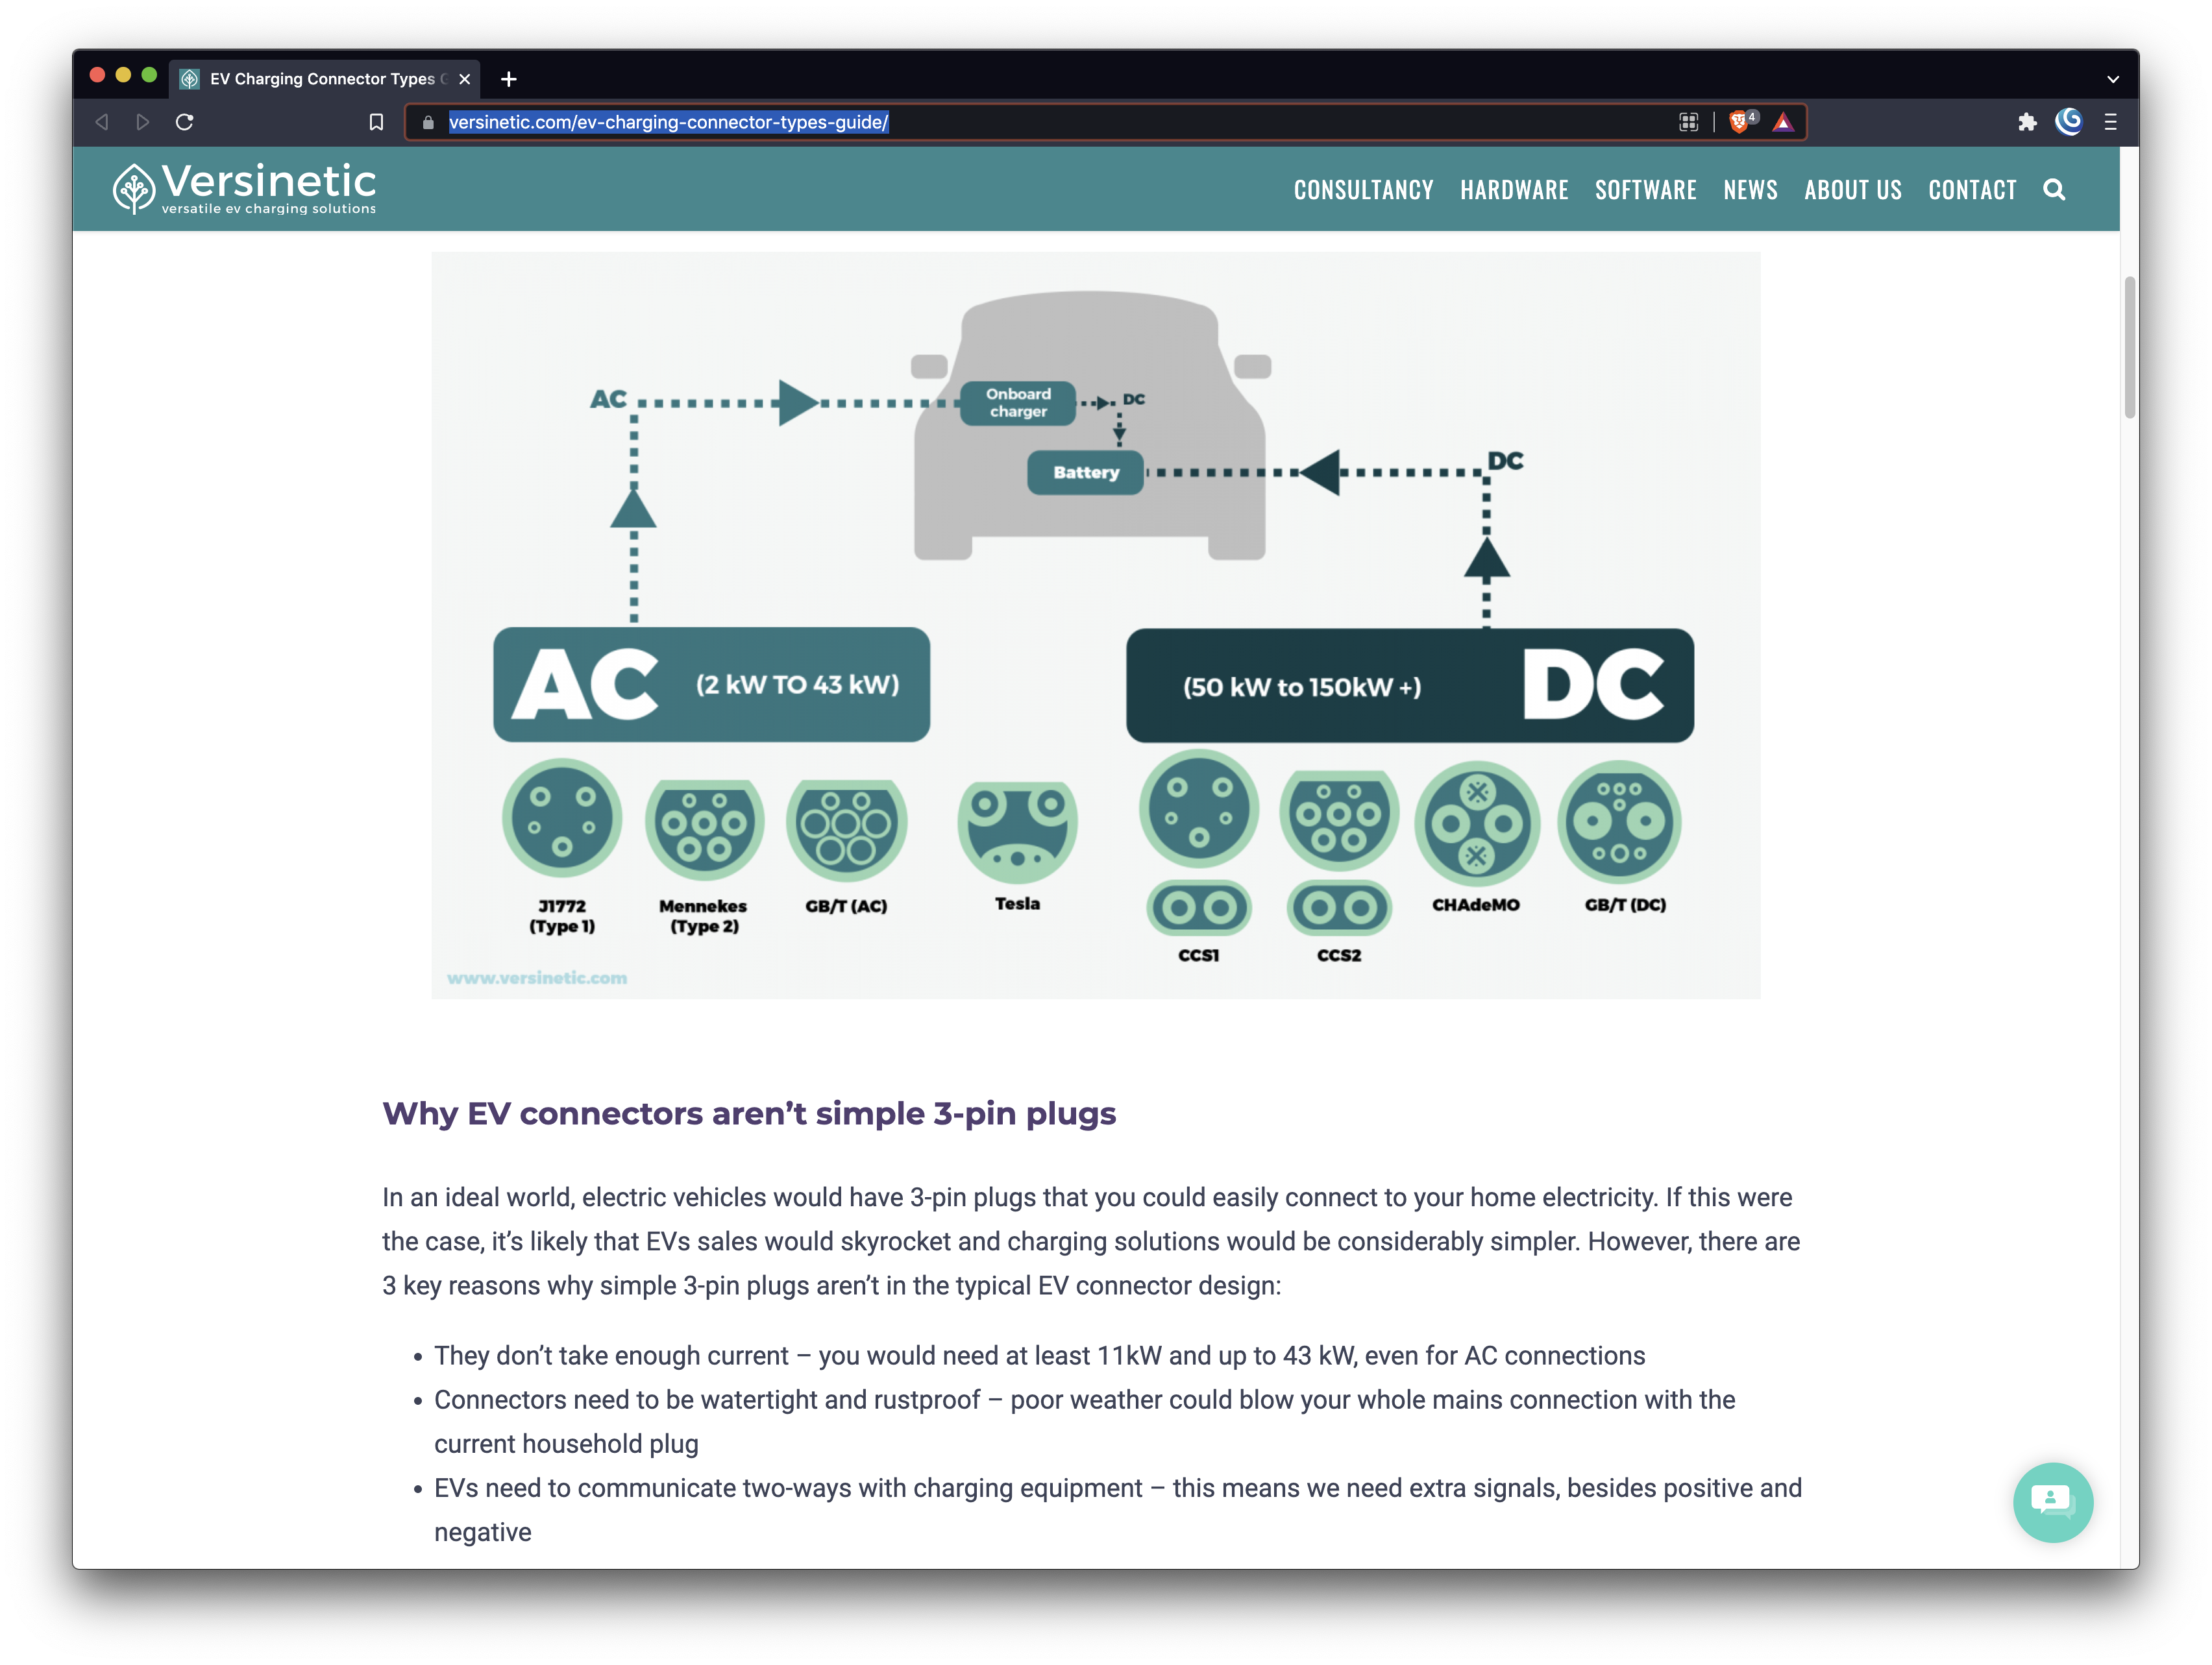 EV Charging Connector Types
versinetic.com/ev-charging-connector-types-guide/
4
Versinetic
versatile ev charging solutions
CONSULTANCY HARDWARE SOFTWARE NEWS ABOUT US CONTACT
AC
Onboard
charger
DC
Battery
DC
AC (2 kW TO 43 kW)
(50 kW to 150kW +) DC
J1772
(Type 1)
Mennekes
(Type 2)
GB/T (AC)
Tesla
CCS1
CCS2
CHAdeMO
GB/T (DC)
www.versinetic.com
Why EV connectors aren’t simple 3-pin plugs
In an ideal world, electric vehicles would have 3-pin plugs that you could easily connect to your home electricity. If this were
the case, it’s likely that EVs sales would skyrocket and charging solutions would be considerably simpler. However, there are
3 key reasons why simple 3-pin plugs aren’t in the typical EV connector design:
• They don’t take enough current – you would need at least 11kW and up to 43 kW, even for AC connections
• Connectors need to be watertight and rustproof – poor weather could blow your whole mains connection with the
current household plug
• EVs need to communicate two-ways with charging equipment – this means we need extra signals, besides positive and
negative